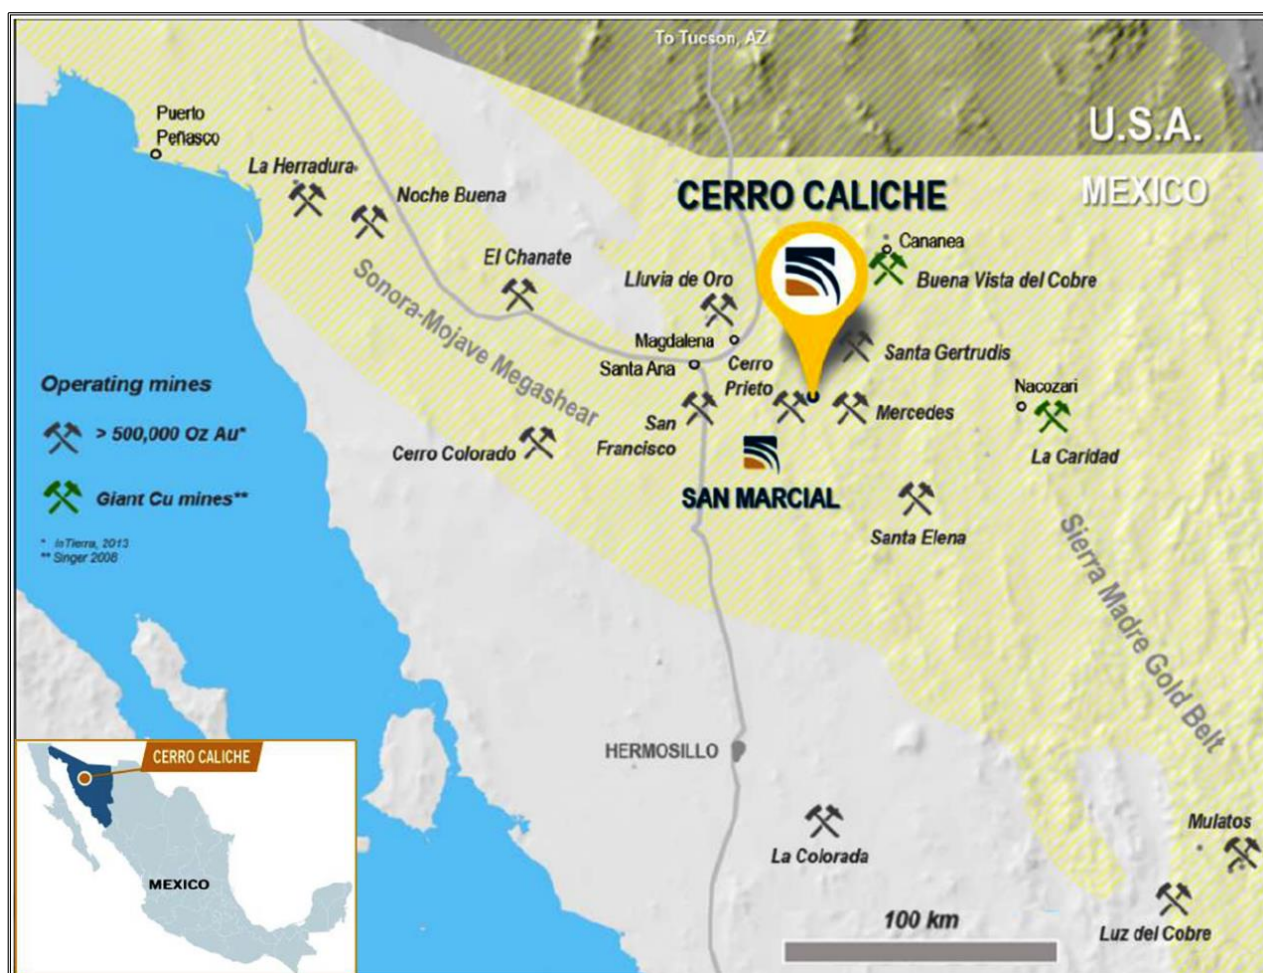 To Tucson, AZ
U.S.A.
MEXICO
Puerto
Peñasco
La Herradura
Noche Buena
CERRO CALICHE
Cananea
Buena Vista del Cobre
El Chanate
Lluvia de Oro
Sonora-Mojave Megashear
Magdalena
Santa Ana
Cerro
Prieto
Santa Gertrudis
Nacozari
Operating mines
> 500,000 Oz Au*
Giant Cu mines**
* InTierra, 2013
** Singer 2008
San
Francisco
Mercedes
Cerro Colorado
La Caridad
SAN MARCIAL
Santa Elena
Sierra Madre Gold Belt
HERMOSILLO
CERRO CALICHE
MEXICO
La Colorada
Mulatos
Luz del Cobre
100 km